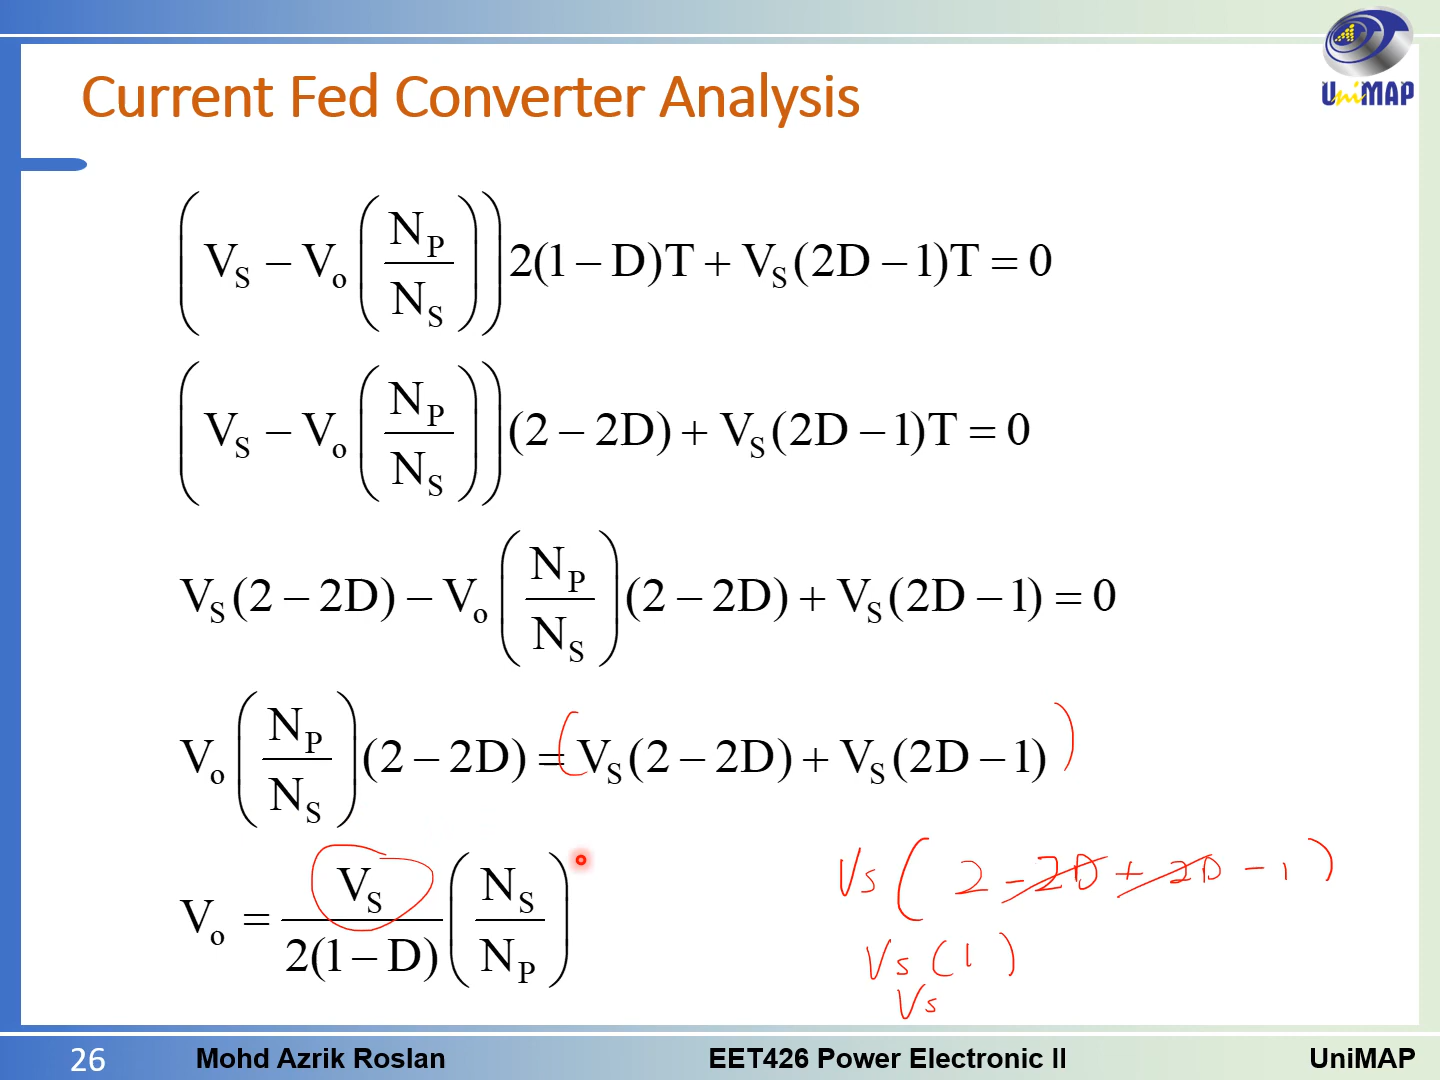 UniMAP
Current Fed Converter Analysis
(V_S − V_o (N_P / N_S)) 2(1 − D)T + V_S (2D − 1)T = 0
(V_S − V_o (N_P / N_S)) (2 − 2D) + V_S (2D − 1)T = 0
V_S (2 − 2D) − V_o (N_P / N_S) (2 − 2D) + V_S (2D − 1) = 0
V_o (N_P / N_S) (2 − 2D) = (V_S (2 − 2D) + V_S (2D − 1))
V_o = V_S / 2(1 − D) (N_S / N_P)
Vs ( 2 − 2D + 2D − 1 )
Vs ( 1 )
Vs
26 Mohd Azrik Roslan EET426 Power Electronic II UniMAP